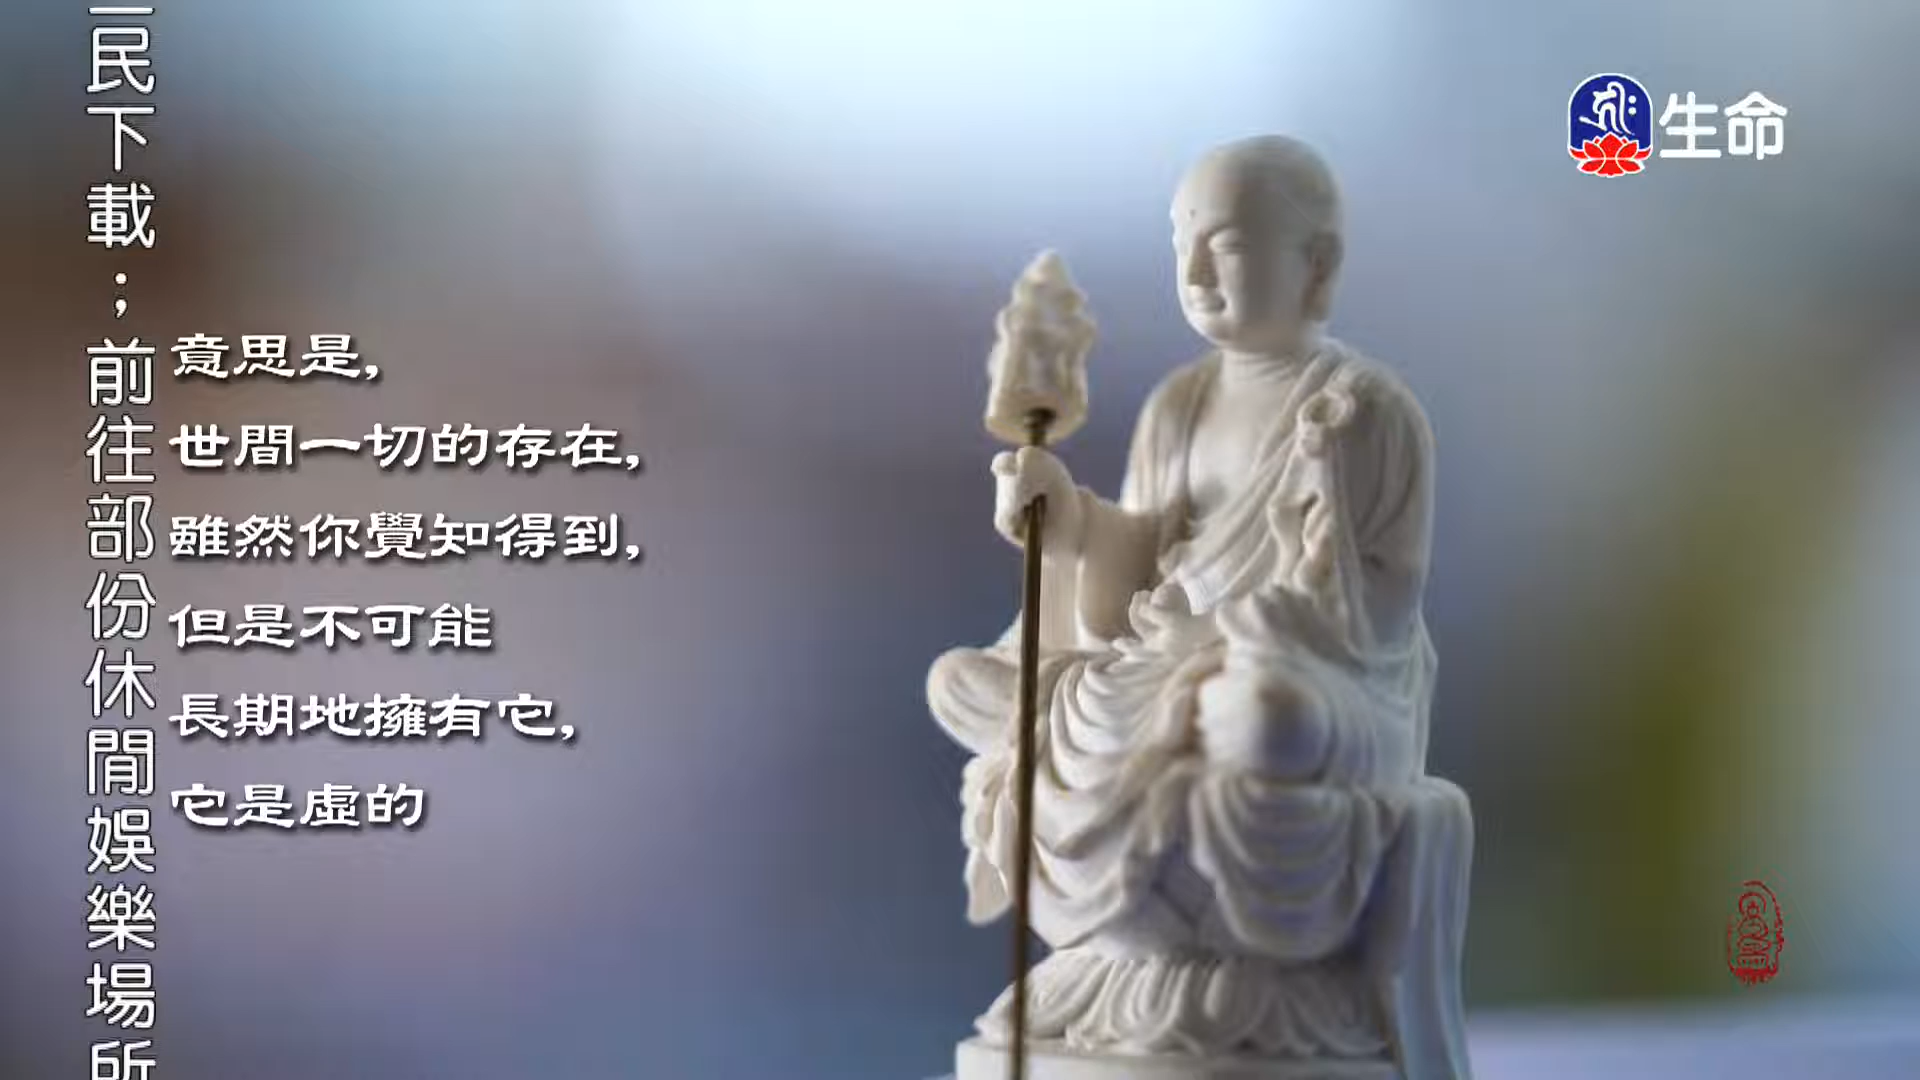 民下載；前往部份休閒娛樂場所
意思是，
世間一切的存在，
雖然你覺知得到，
但是不可能
長期地擁有它，
它是虛的
生命